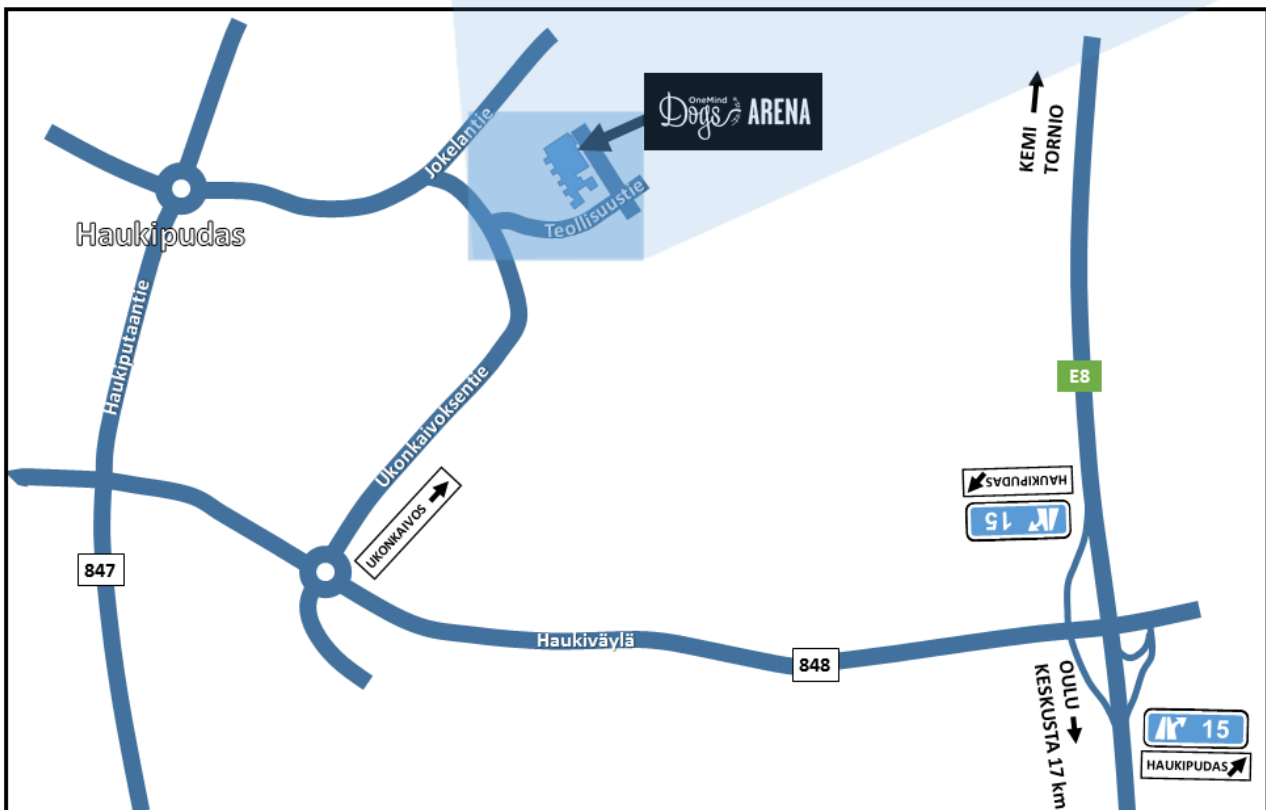 OneMind
Dogs ARENA
Jokelantie
Teollisuustie
KEMI
TORNIO
Haukipudas
Haukiputaantie
E8
Ukonkaivoksentie
HAUKIPUDAS
15
UKONKAIVOS
847
Haukiväylä
848
OULU
KESKUSTA 17 km
15
HAUKIPUDAS